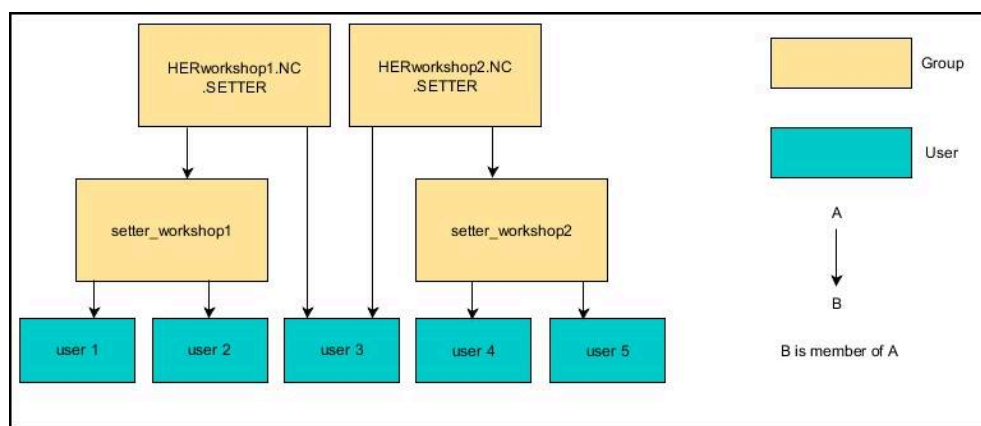 HERworkshop1.NC
.SETTER
HERworkshop2.NC
.SETTER
Group
User
setter_workshop1
setter_workshop2
A
B
user 1
user 2
user 3
user 4
user 5
B is member of A